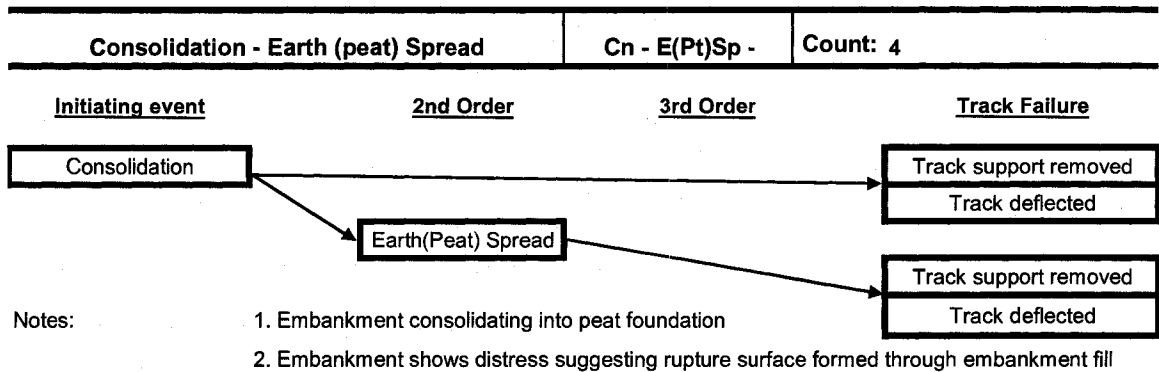 Consolidation - Earth (peat) Spread Cn - E(Pt)Sp - Count: 4
Initiating event 2nd Order 3rd Order Track Failure
Consolidation
Track support removed
Track deflected
Earth(Peat) Spread
Track support removed
Track deflected
Notes: 1. Embankment consolidating into peat foundation
2. Embankment shows distress suggesting rupture surface formed through embankment fill